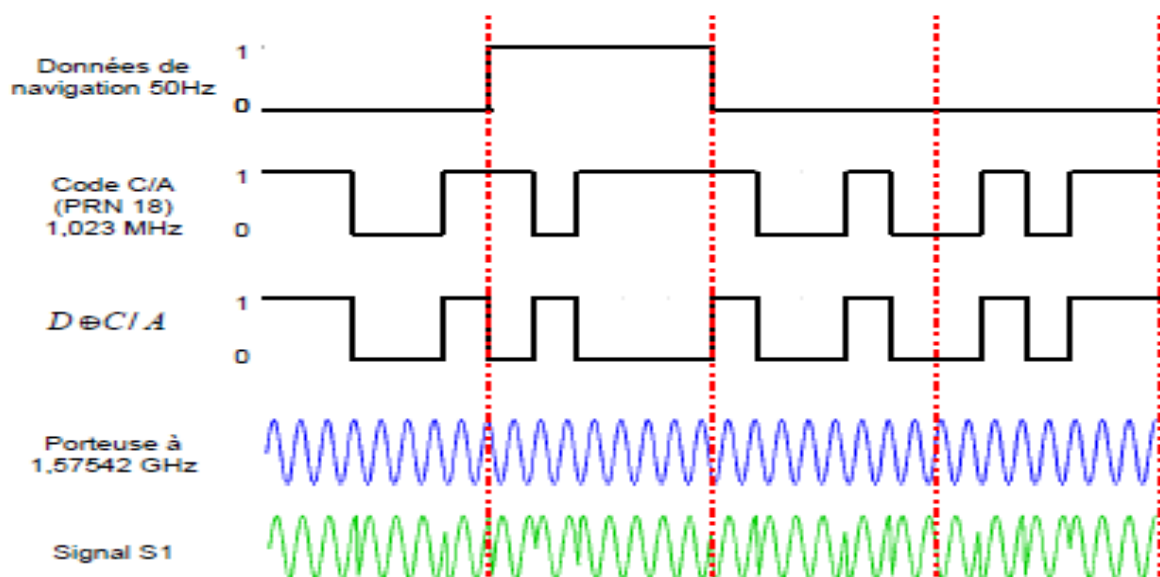 Données de
navigation 50Hz
1
0
Code C/A
(PRN 18)
1,023 MHz
1
0
D⊕C/A
1
0
Porteuse à
1,57542 GHz
Signal S1